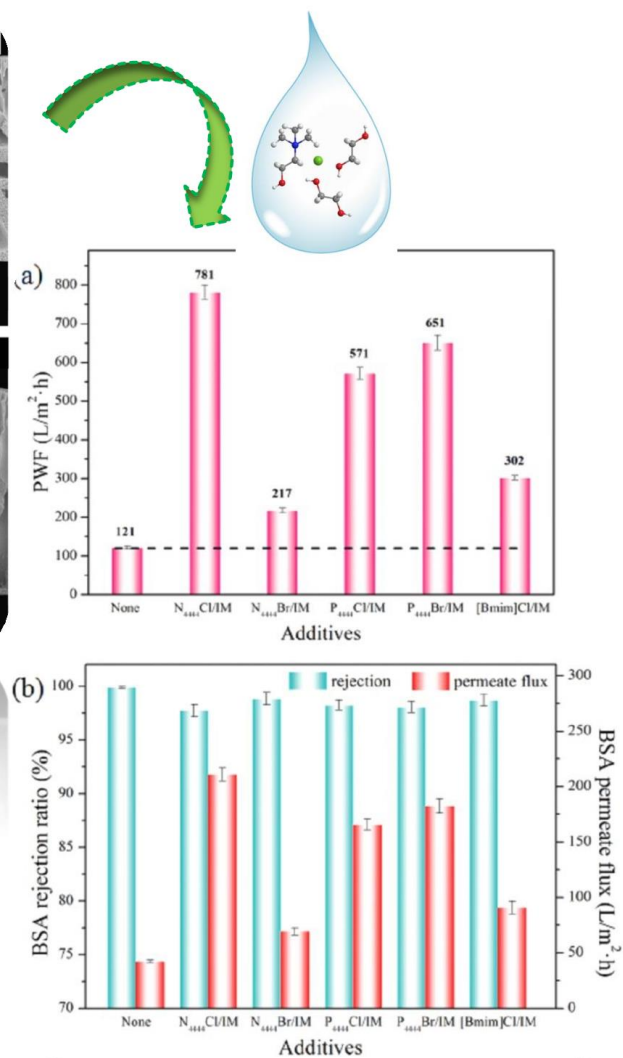 (a)
PWF (L/m²·h)
800
700
600
500
400
300
200
100
0
121
781
217
571
651
302
None N₄₄₄₄Cl/IM N₄₄₄₄Br/IM P₄₄₄₄Cl/IM P₄₄₄₄Br/IM [Bmim]Cl/IM
Additives
(b)
rejection permeate flux
BSA rejection ratio (%)
100
95
90
85
80
75
70
BSA permeate flux (L/m²·h)
300
250
200
150
100
50
0
None N₄₄₄₄Cl/IM N₄₄₄₄Br/IM P₄₄₄₄Cl/IM P₄₄₄₄Br/IM [Bmim]Cl/IM
Additives